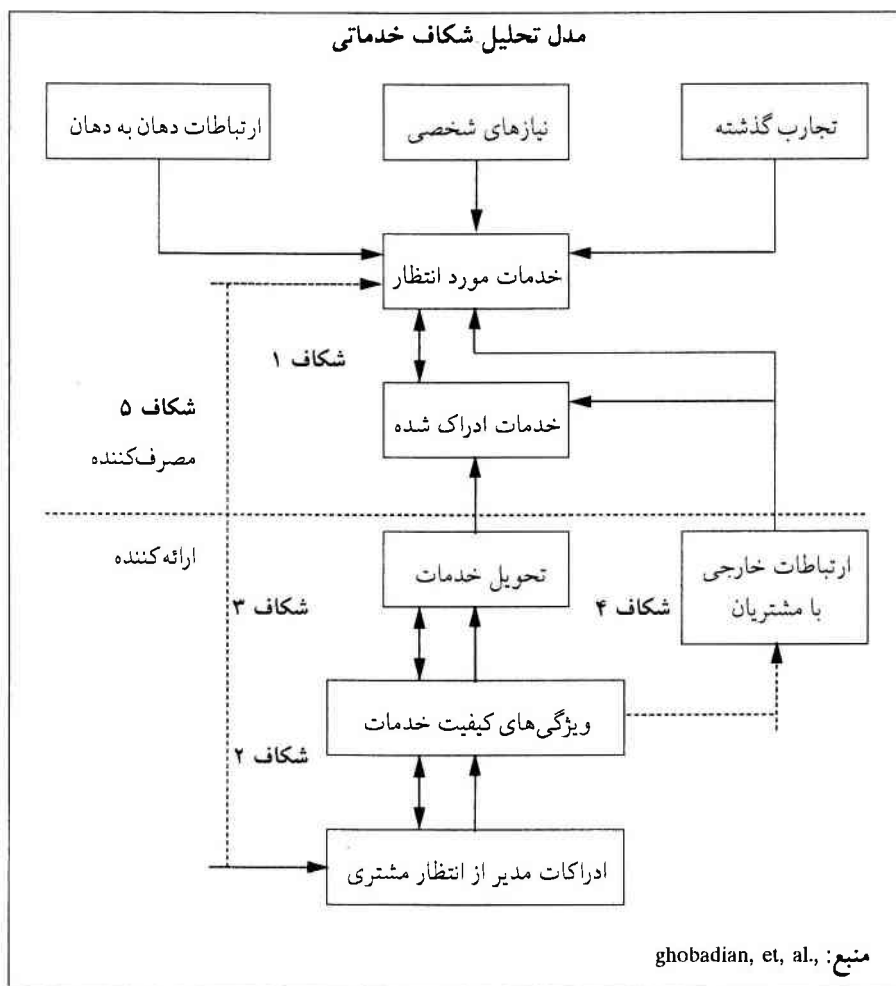 مدل تحلیل شکاف خدماتی
تجارب گذشته
نیازهای شخصی
ارتباطات دهان به دهان
خدمات مورد انتظار
شکاف ۱
شکاف ۵
مصرف‌کننده
خدمات ادراک شده
ارائه‌کننده
تحویل خدمات
ارتباطات خارجی
با مشتریان
شکاف ۴
شکاف ۳
ویژگی‌های کیفیت خدمات
شکاف ۲
ادراکات مدیر از انتظار مشتری
منبع: ghobadian, et, al.,